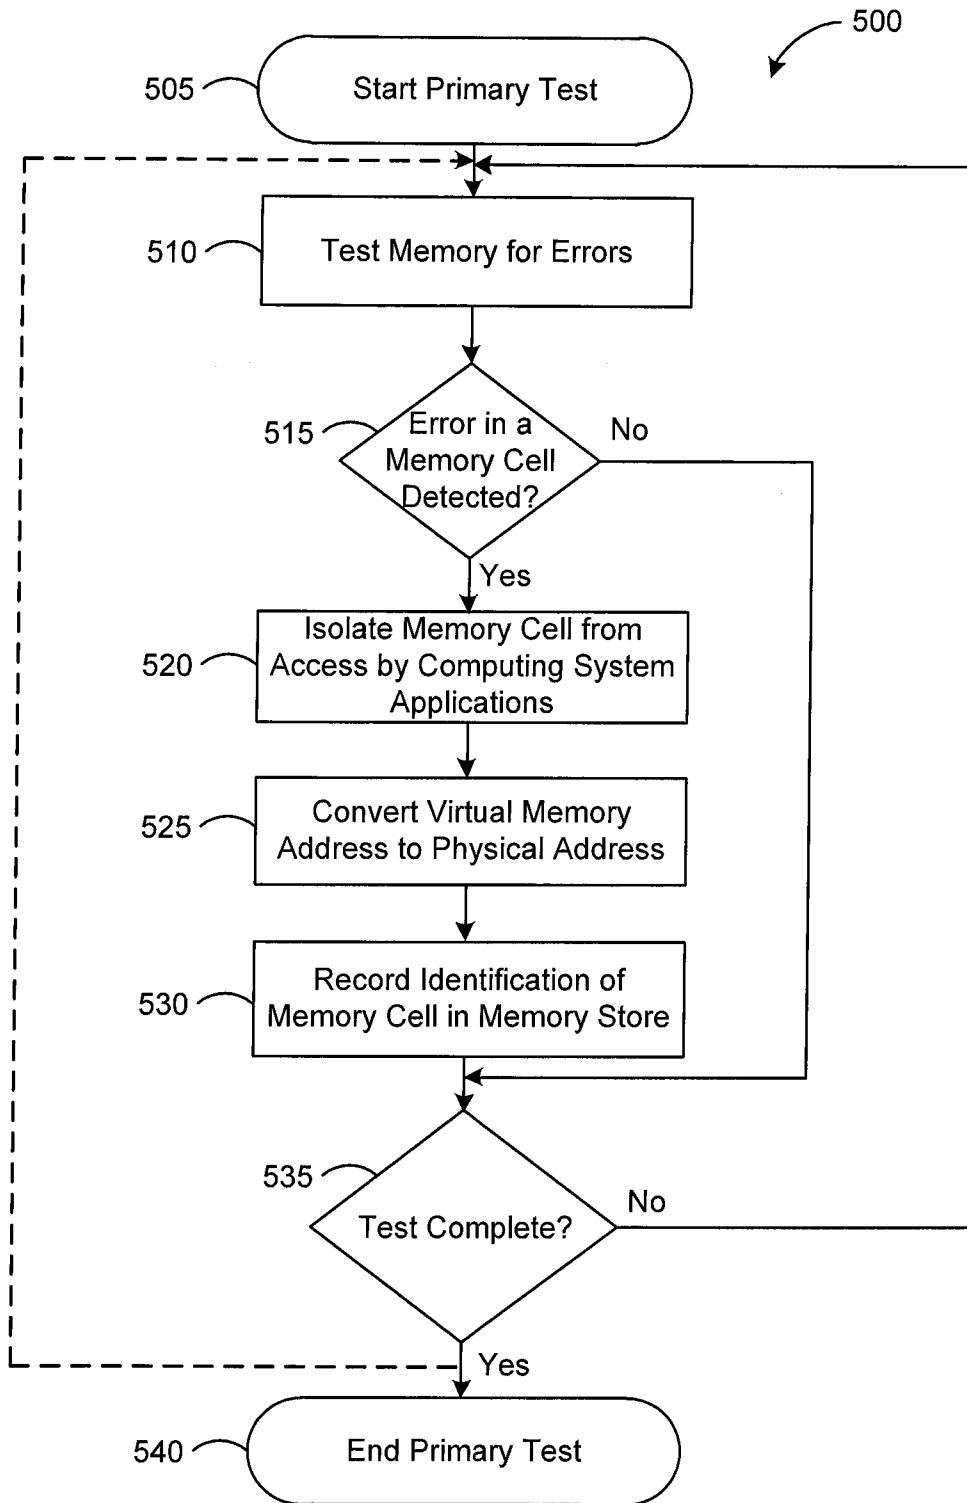 500
505
Start Primary Test
510
Test Memory for Errors
515
Error in a
Memory Cell
Detected?
No
Yes
520
Isolate Memory Cell from
Access by Computing System
Applications
525
Convert Virtual Memory
Address to Physical Address
530
Record Identification of
Memory Cell in Memory Store
535
Test Complete?
No
Yes
540
End Primary Test